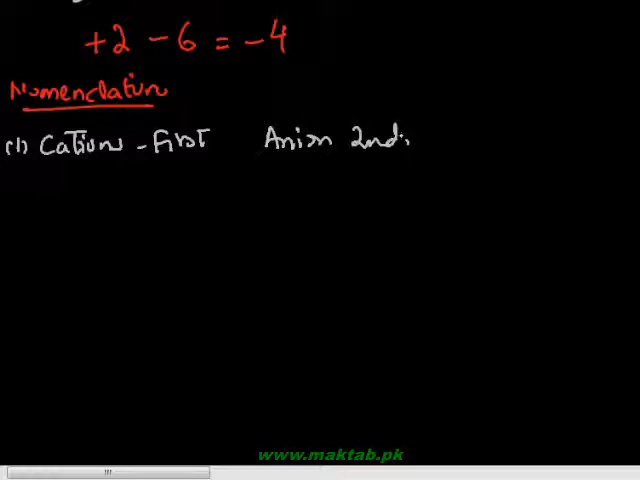 +2 - 6 = -4
Nomenclature
(1) Cations - First Anion 2nd,
www.maktab.pk